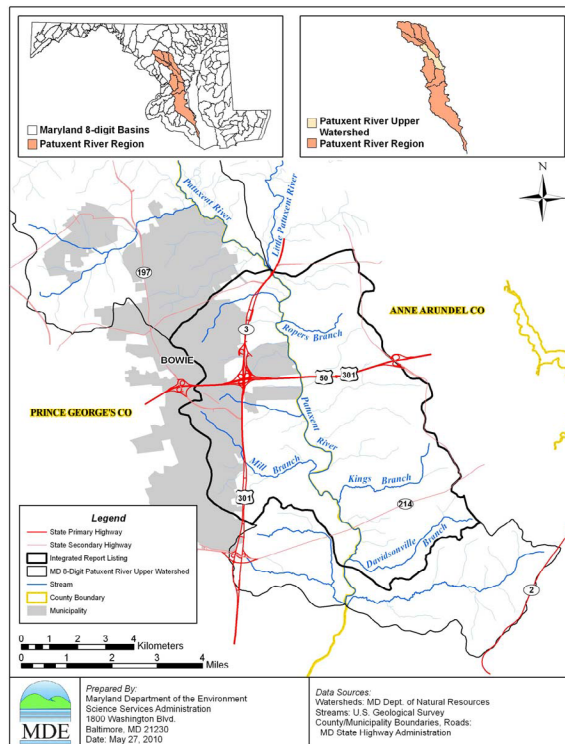 Maryland 8-digit Basins
Patuxent River Region
Patuxent River Upper
Watershed
Patuxent River Region
N
Patuxent River
Little Patuxent River
197
ANNE ARUNDEL CO
3
Ropers Branch
BOWIE
50
301
PRINCE GEORGE'S CO
Patuxent
River
Mill Branch
Kings Branch
301
214
Davidsonville
Branch
2
Legend
State Primary Highway
State Secondary Highway
Integrated Report Listing
MD 8-Digit Patuxent River Upper Watershed
Stream
County Boundary
Municipality
0 1 2 3 4
Kilometers
0 1 2 3 4
Miles
MDE
Prepared By:
Maryland Department of the Environment
Science Services Administration
1800 Washington Blvd.
Baltimore, MD 21230
Date: May 27, 2010
Data Sources:
Watersheds: MD Dept. of Natural Resources
Streams: U.S. Geological Survey
County/Municipality Boundaries, Roads:
MD State Highway Administration